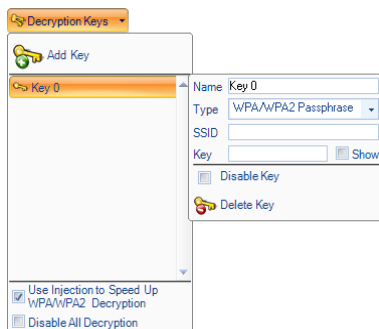 Decryption Keys
Add Key
Key 0
Name Key 0
Type WPA/WPA2 Passphrase
SSID
Key Show
Disable Key
Delete Key
Use Injection to Speed Up
WPA/WPA2 Decryption
Disable All Decryption